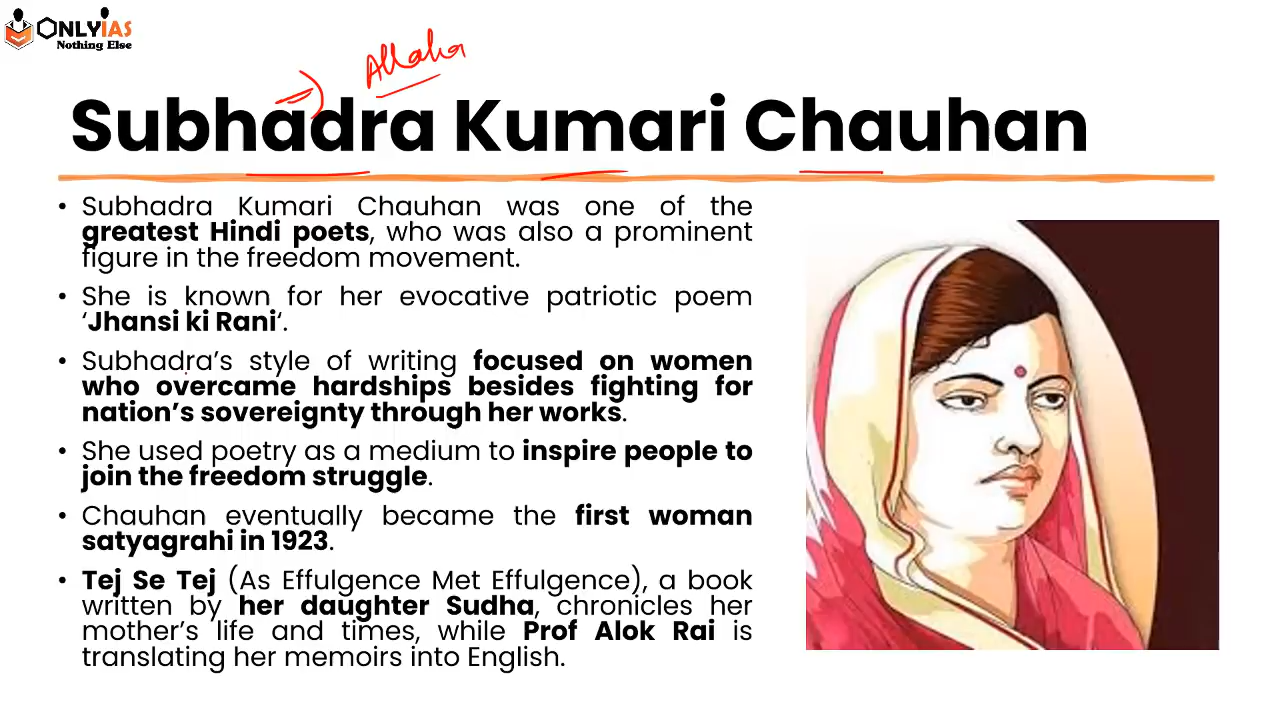 ONLYIAS
Nothing Else
Allaha
Subhadra Kumari Chauhan
• Subhadra Kumari Chauhan was one of the
greatest Hindi poets, who was also a prominent
figure in the freedom movement.
• She is known for her evocative patriotic poem
‘Jhansi ki Rani‘.
• Subhadra’s style of writing focused on women
who overcame hardships besides fighting for
nation’s sovereignty through her works.
• She used poetry as a medium to inspire people to
join the freedom struggle.
• Chauhan eventually became the first woman
satyagrahi in 1923.
• Tej Se Tej (As Effulgence Met Effulgence), a book
written by her daughter Sudha, chronicles her
mother’s life and times, while Prof Alok Rai is
translating her memoirs into English.